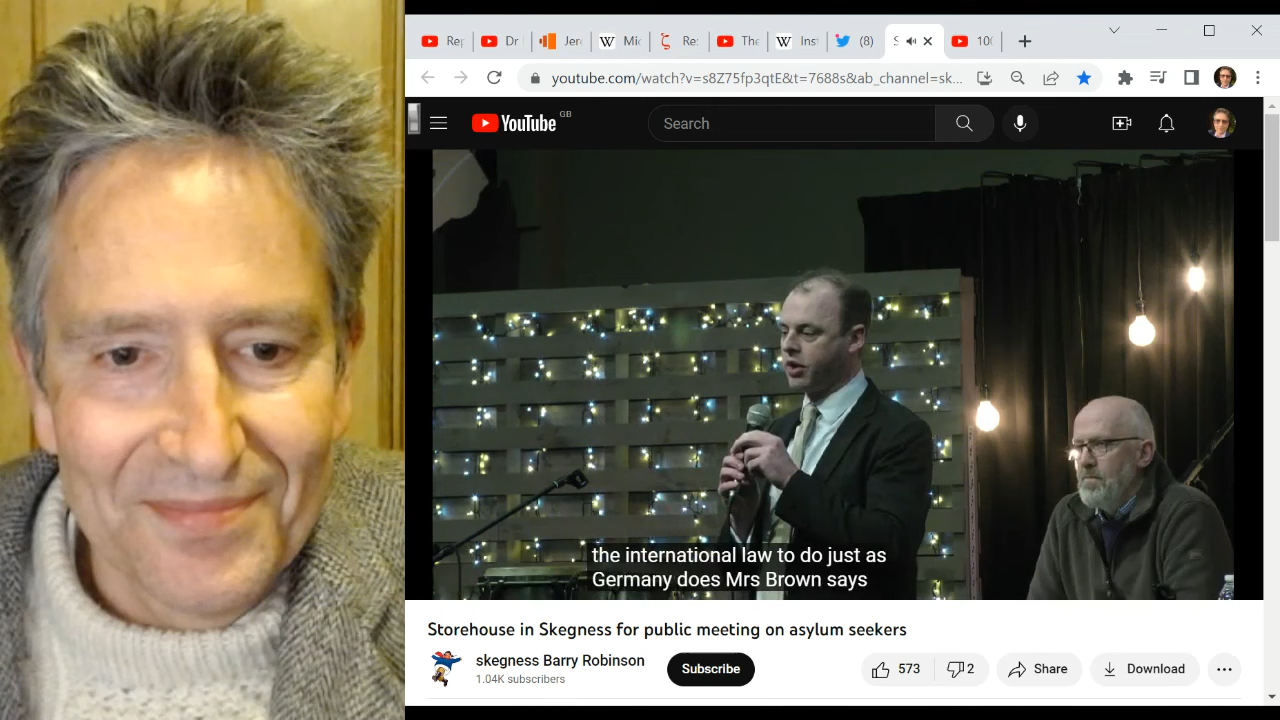 Re
Dr
Jer
Mi
Re
The
Ins
(8)
S
10(
youtube.com/watch?v=s8Z75fp3qtE&t=7688s&ab_channel=sk...
YouTube GB
Search
the international law to do just as
Germany does Mrs Brown says
Storehouse in Skegness for public meeting on asylum seekers
skegness Barry Robinson
1.04K subscribers
Subscribe
573
2
Share
Download